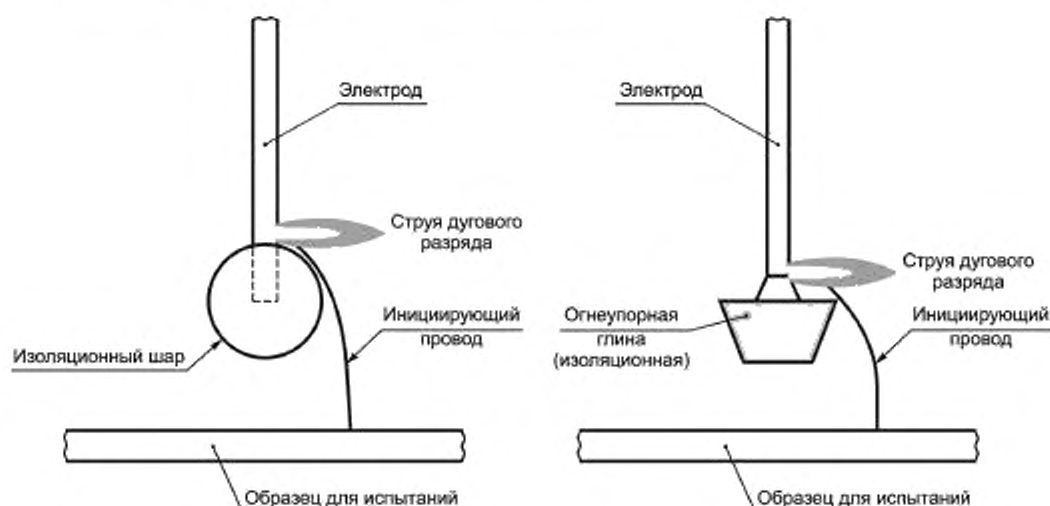 Электрод
Струя дугового
разряда
Инициирующий
провод
Изоляционный шар
Образец для испытаний
Электрод
Струя дугового
разряда
Огнеупорная
глина
(изоляционная)
Инициирующий
провод
Образец для испытаний